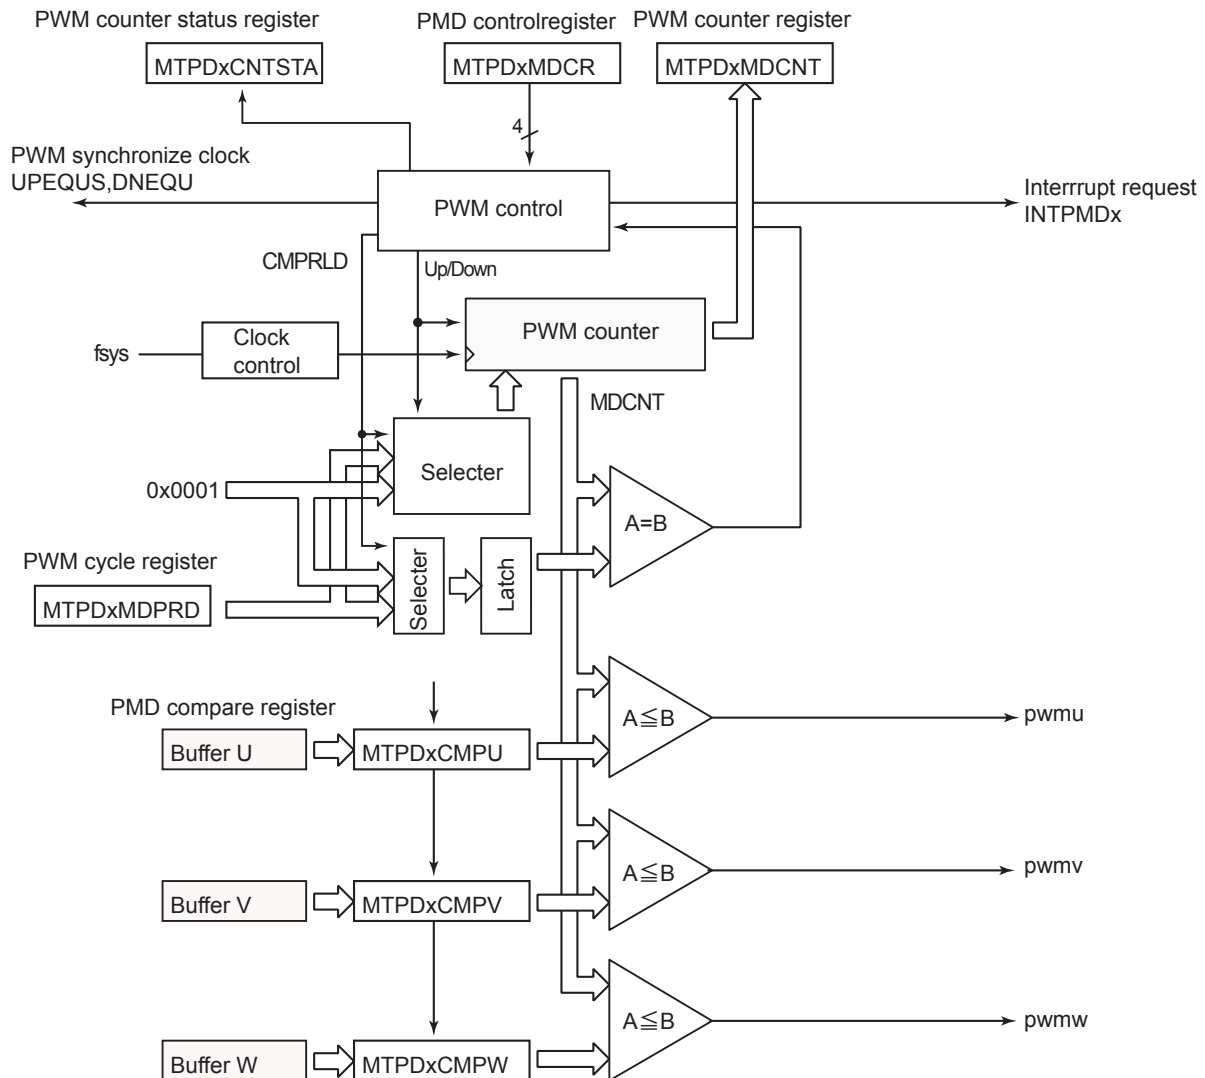 PWM counter status register
PMD controlregister
PWM counter register
MTPDxCNTSTA
MTPDxMDCR
MTPDxMDCNT
4
PWM synchronize clock
UPEQUS,DNEQU
PWM control
Interrrupt request
INTPMDx
CMPRLD
Up/Down
PWM counter
fsys
Clock
control
MDCNT
Selecter
0x0001
A=B
PWM cycle register
MTPDxMDPRD
Selecter
Latch
PMD compare register
Buffer U
MTPDxCMPU
A≦B
pwmu
Buffer V
MTPDxCMPV
A≦B
pwmv
Buffer W
MTPDxCMPW
A≦B
pwmw